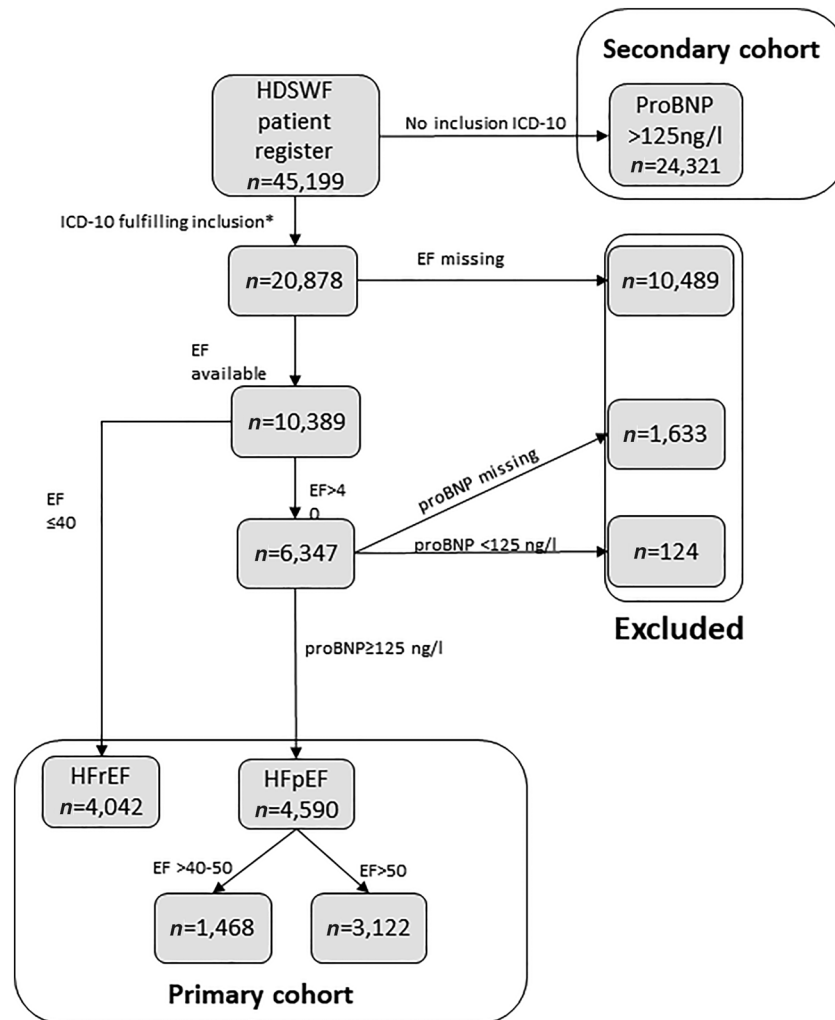 Secondary cohort
HDSWF
patient
register
n=45,199
No inclusion ICD-10
ProBNP
>125ng/l
n=24,321
ICD-10 fulfilling inclusion*
n=20,878
EF missing
n=10,489
EF
available
n=10,389
n=1,633
proBNP missing
EF
≤40
EF>4
0
n=6,347
proBNP <125 ng/l
n=124
Excluded
proBNP≥125 ng/l
HFrEF
n=4,042
HFpEF
n=4,590
EF >40-50
EF>50
n=1,468
n=3,122
Primary cohort